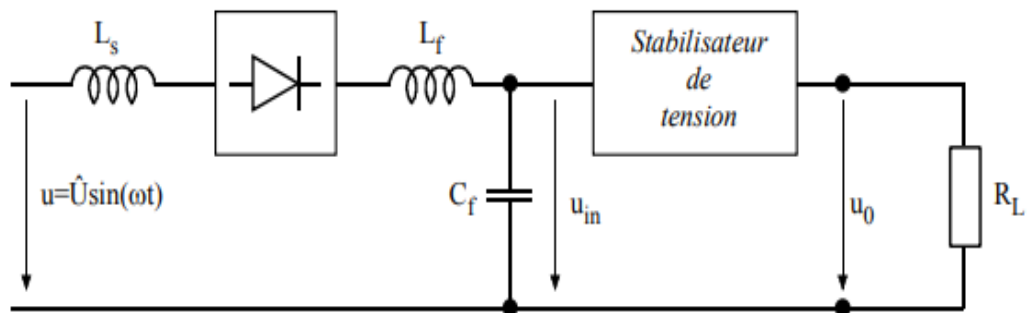 L_s
L_f
Stabilisateur
de
tension
u=Ûsin(ωt)
C_f
u_in
u_0
R_L